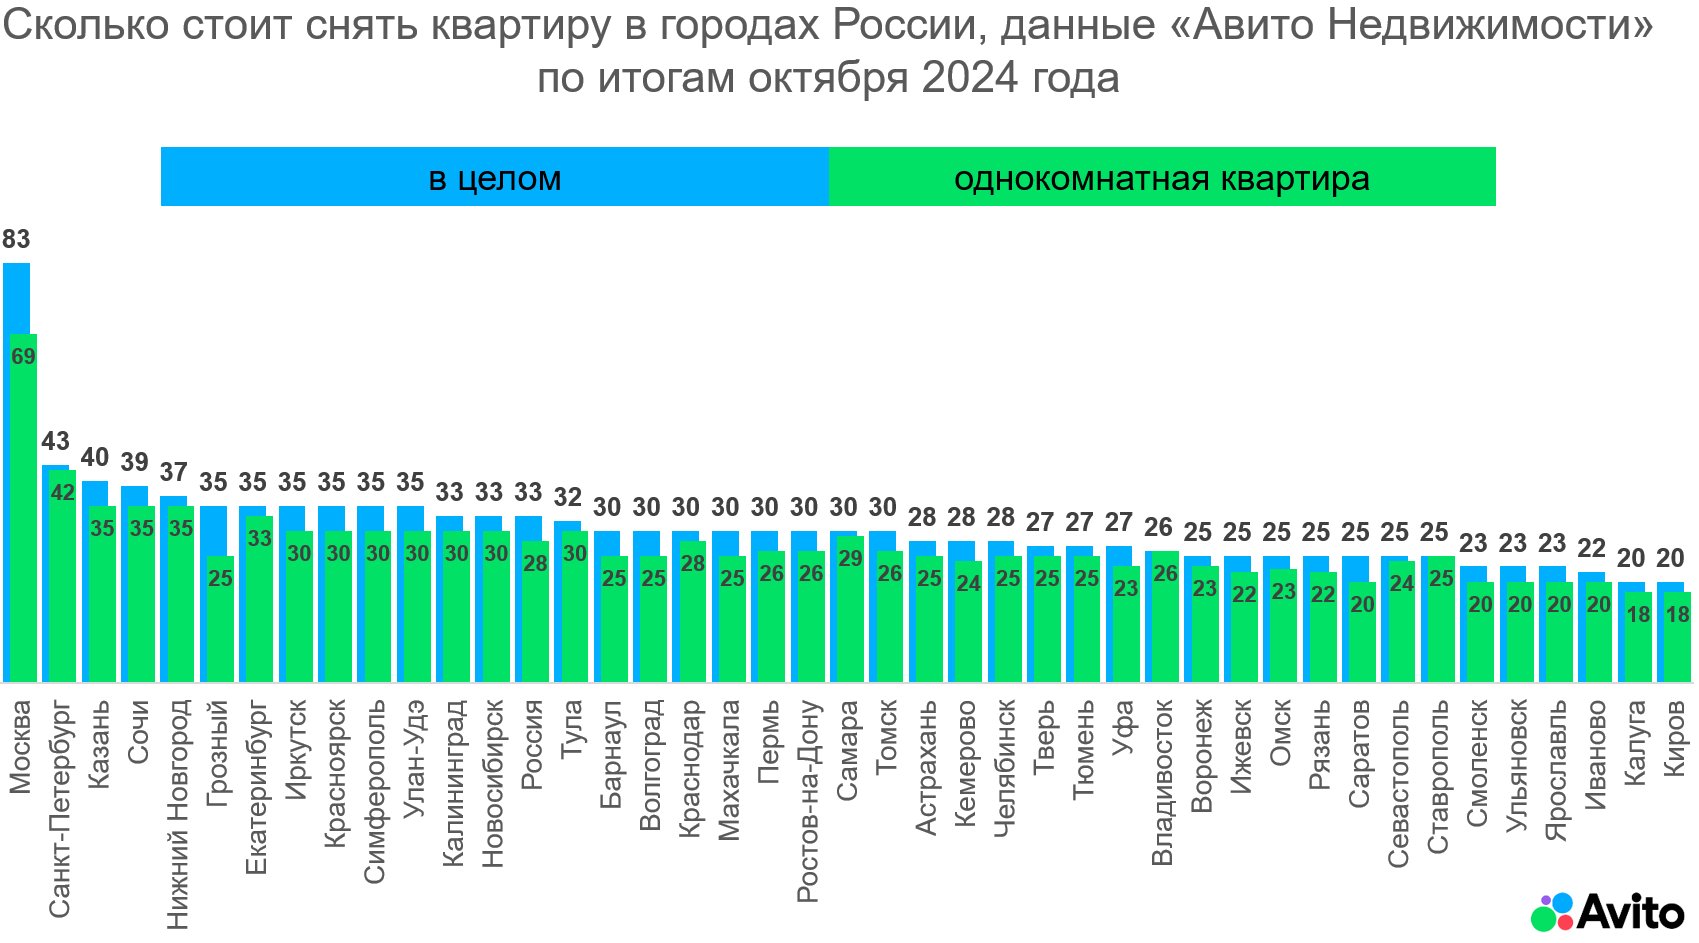 Сколько стоит снять квартиру в городах России, данные «Авито Недвижимости»
по итогам октября 2024 года
в целом
однокомнатная квартира
83
43
40
39
37
35
35
35
35
35
35
33
33
33
32
30
30
30
30
30
30
30
30
28
28
28
27
27
27
26
25
25
25
25
25
25
25
23
23
23
22
20
20
69
42
35
35
35
25
33
30
30
30
30
30
30
28
30
25
25
28
25
26
26
29
26
25
24
25
25
25
23
26
23
22
23
22
20
24
25
20
20
20
20
18
18
Москва
Санкт-Петербург
Казань
Сочи
Нижний Новгород
Грозный
Екатеринбург
Иркутск
Красноярск
Симферополь
Улан-Удэ
Калининград
Новосибирск
Россия
Тула
Барнаул
Волгоград
Краснодар
Махачкала
Пермь
Ростов-на-Дону
Самара
Томск
Астрахань
Кемерово
Челябинск
Тверь
Тюмень
Уфа
Владивосток
Воронеж
Ижевск
Омск
Рязань
Саратов
Севастополь
Ставрополь
Смоленск
Ульяновск
Ярославль
Иваново
Калуга
Киров
Avito